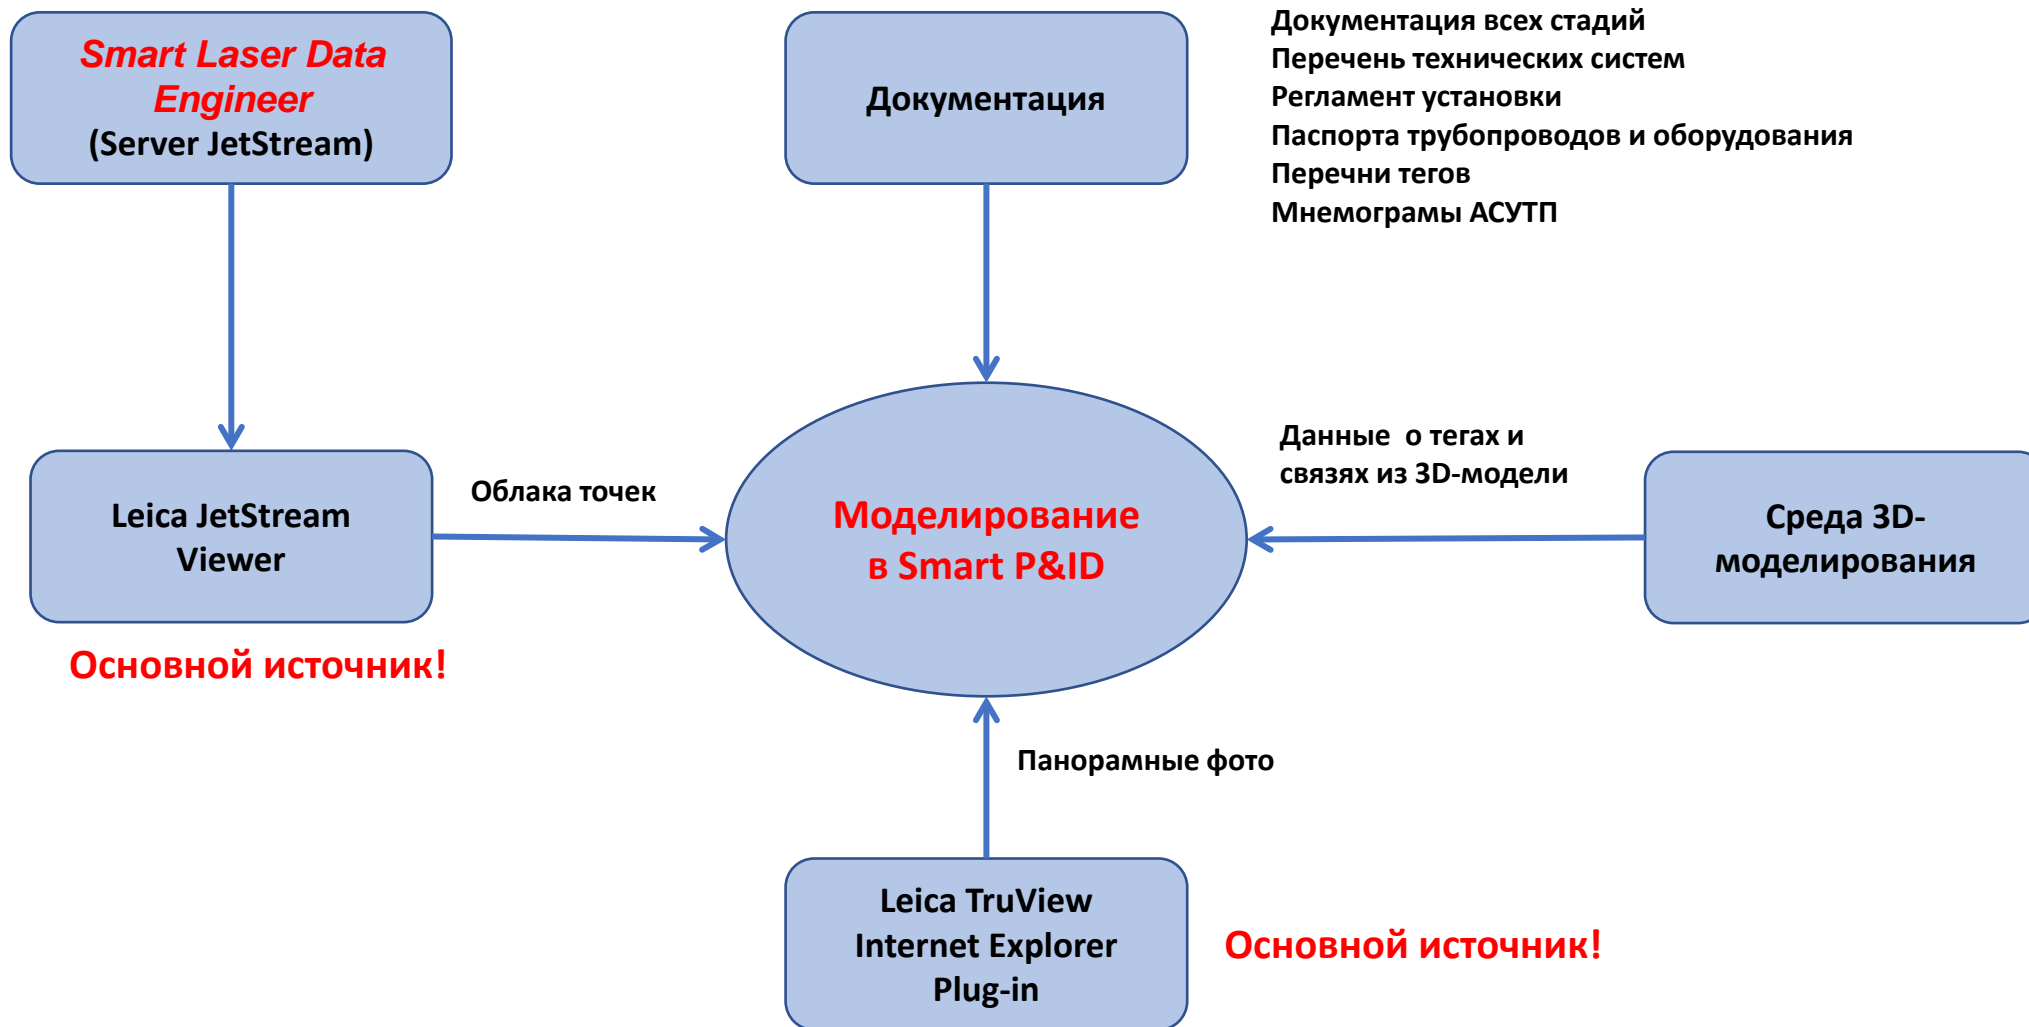 Smart Laser Data
Engineer
(Server JetStream)
Документация
Документация всех стадий
Перечень технических систем
Регламент установки
Паспорта трубопроводов и оборудования
Перечни тегов
Мнемограмы АСУТП
Leica JetStream
Viewer
Основной источник!
Облака точек
Моделирование
в Smart P&ID
Данные  о тегах и
связях из 3D-модели
Среда 3D-
моделирования
Панорамные фото
Leica TruView
Internet Explorer
Plug-in
Основной источник!